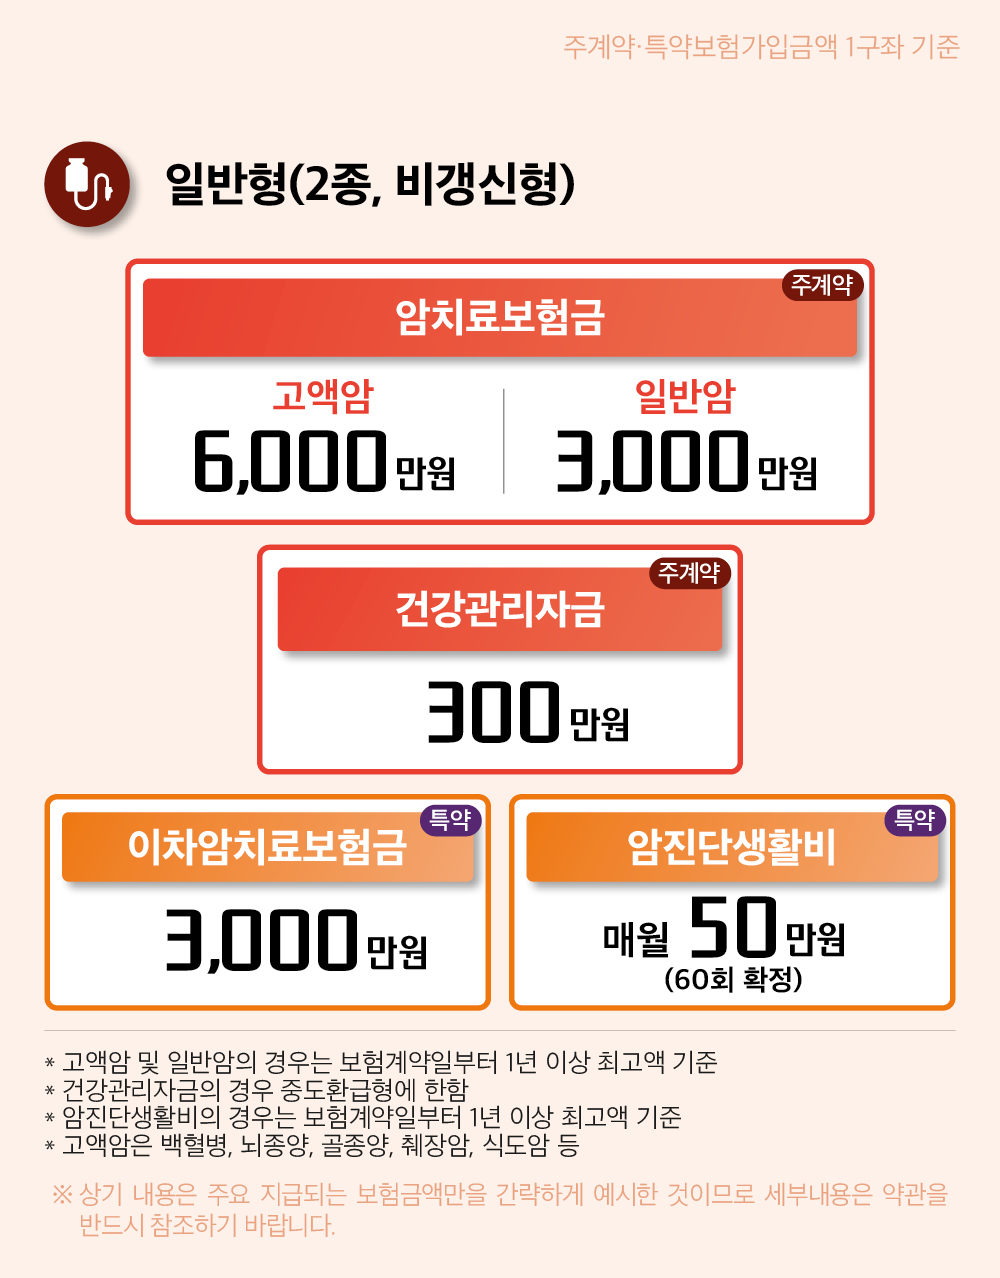 주계약·특약보험가입금액 1구좌 기준
일반형(2종, 비갱신형)
주계약
암치료보험금
고액암
6,000만원
일반암
3,000만원
주계약
건강관리자금
300만원
특약
이차암치료보험금
3,000만원
특약
암진단생활비
매월 50만원
(60회 확정)
* 고액암 및 일반암의 경우는 보험계약일부터 1년 이상 최고액 기준
* 건강관리자금의 경우 중도환급형에 한함
* 암진단생활비의 경우는 보험계약일부터 1년 이상 최고액 기준
* 고액암은 백혈병, 뇌종양, 골종양, 췌장암, 식도암 등
※ 상기 내용은 주요 지급되는 보험금액만을 간략하게 예시한 것이므로 세부내용은 약관을
반드시 참조하기 바랍니다.